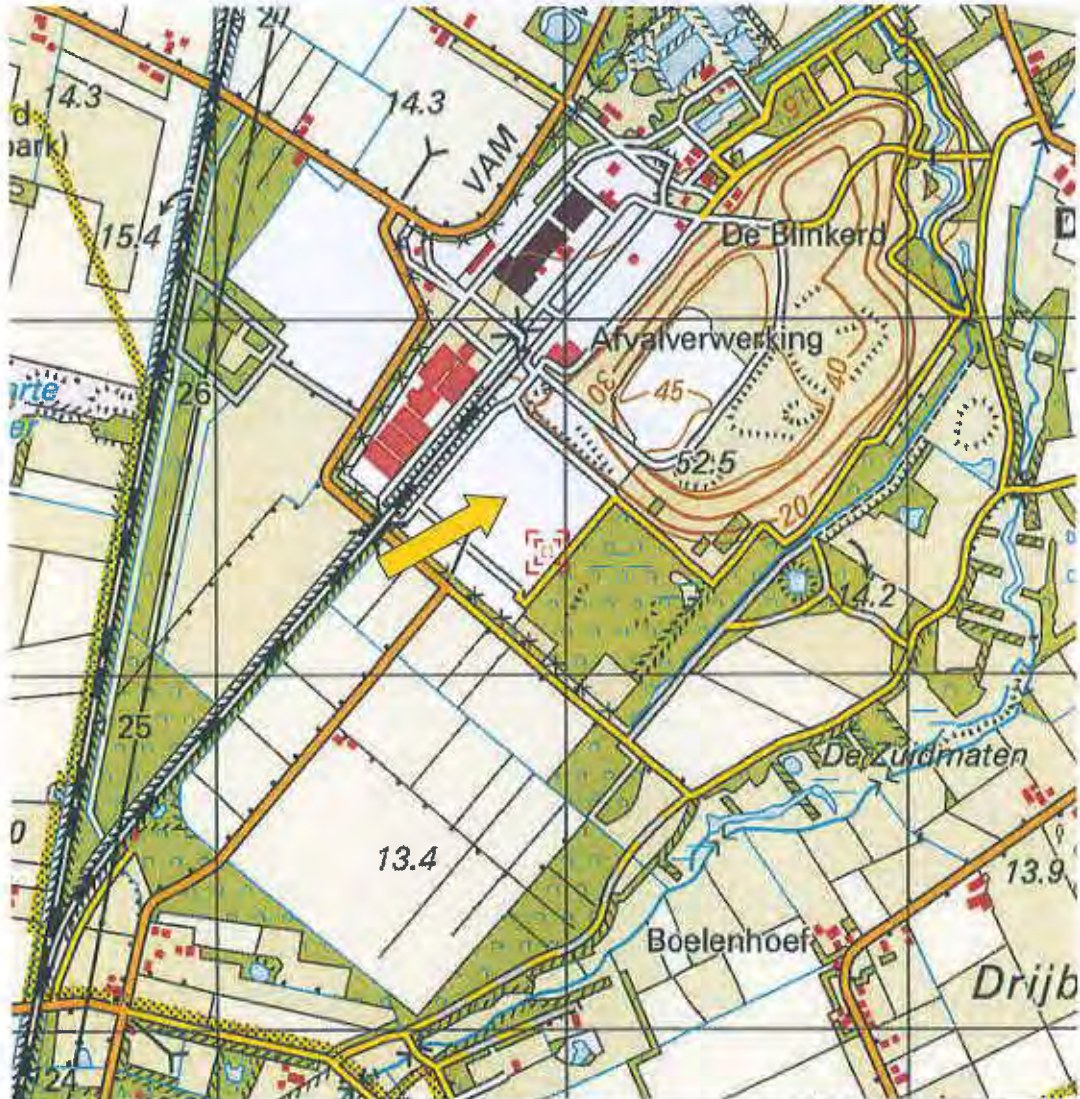 14.3
14.3
park)
VAM
15.4
De Blinkerd
Afvalverwerking
26
30
45
40
52.5
20
14.2
25
De Zuidmaten
13.4
13.9
Boelenhoef
Drijb
24